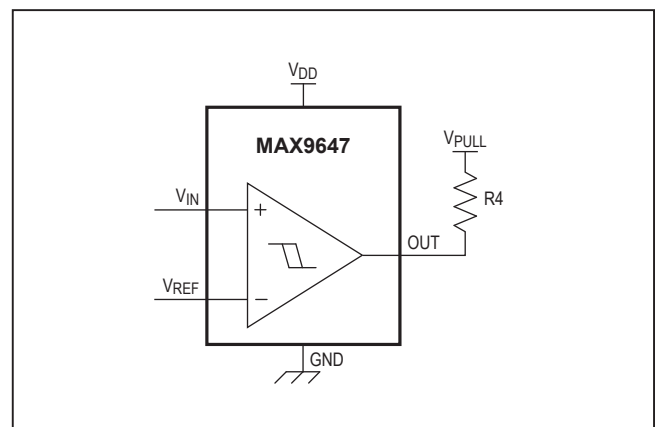 VDD
MAX9647
VPULL
R4
VIN
+
OUT
VREF
−
GND